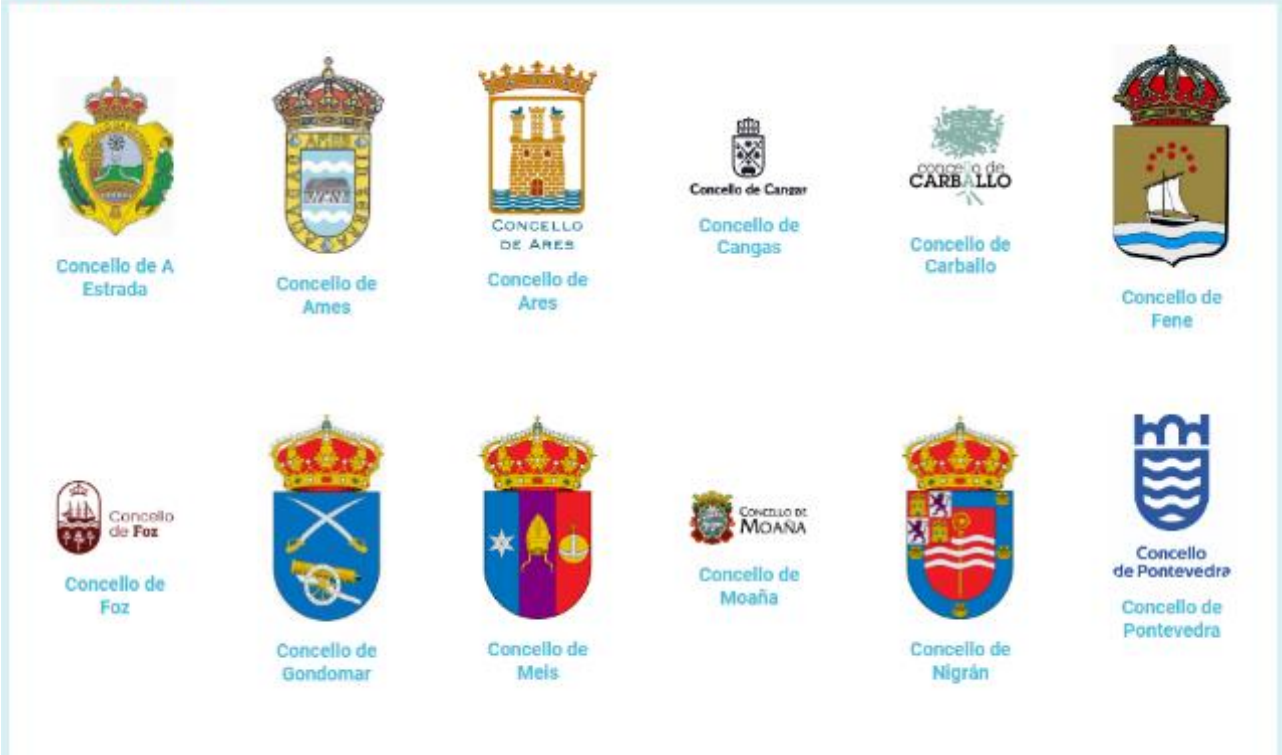 Concello de A
Estrada
AMES
Concello de
Ames
CONCELLO
DE ARES
Concello de
Ares
Concello de Cangas
Concello de
Cangas
concello de
CARBALLO
Concello de
Carballo
Concello de
Fene
Concello
de Foz
Concello de
Foz
Concello de
Gondomar
Concello de
Meis
CONCELLO DE
MOAÑA
Concello de
Moaña
Concello de
Nigrán
Concello
de Pontevedra
Concello de
Pontevedra